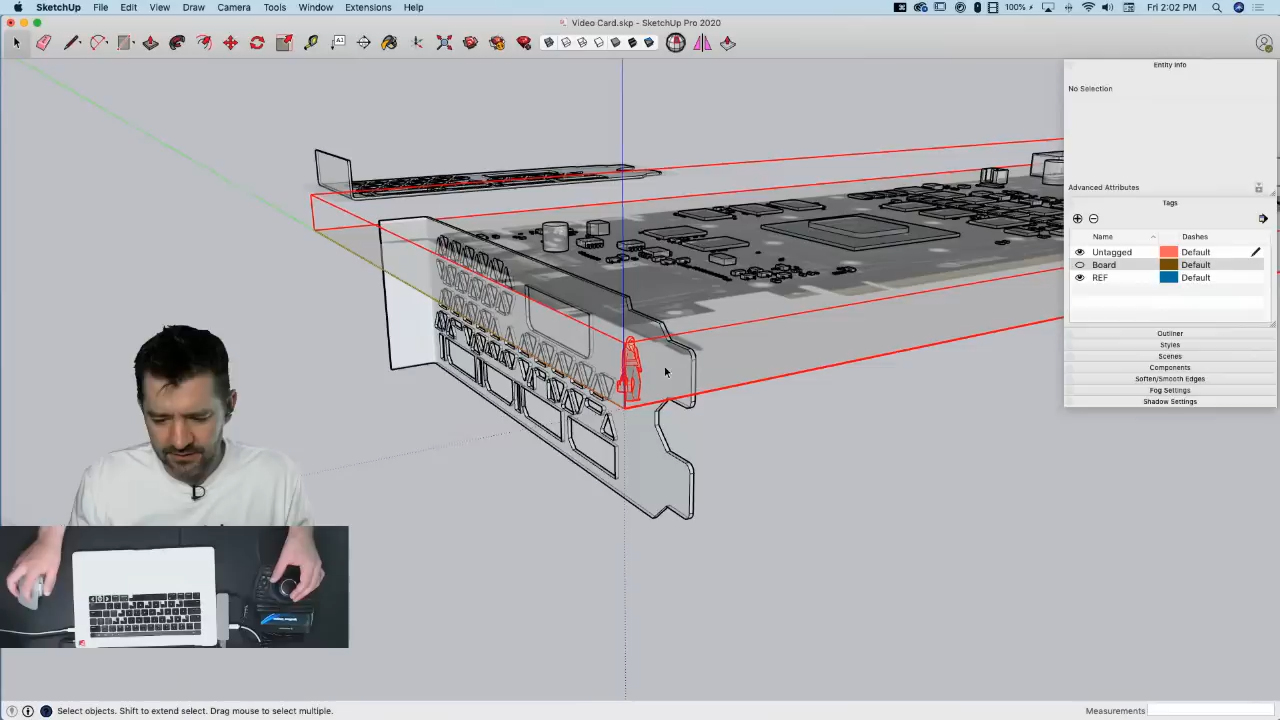 SketchUp File Edit View Draw Camera Tools Window Extensions Help
100% Fri 2:02 PM
Video Card.skp - SketchUp Pro 2020
Entity Info
No Selection
Advanced Attributes
Tags
Name Dashes
Untagged Default
Board Default
REF Default
Outliner
Styles
Scenes
Components
Soften/Smooth Edges
Fog Settings
Shadow Settings
Select objects. Shift to extend select. Drag mouse to select multiple.
Measurements